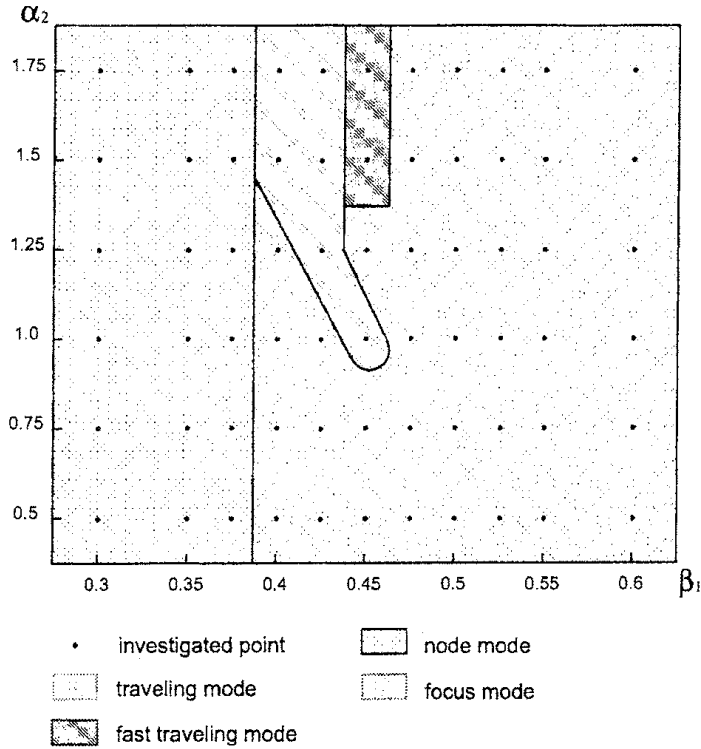 α₂
1.75
1.5
1.25
1.0
0.75
0.5
0.3 0.35 0.4 0.45 0.5 0.55 0.6 β₁
investigated point
node mode
traveling mode
focus mode
fast traveling mode